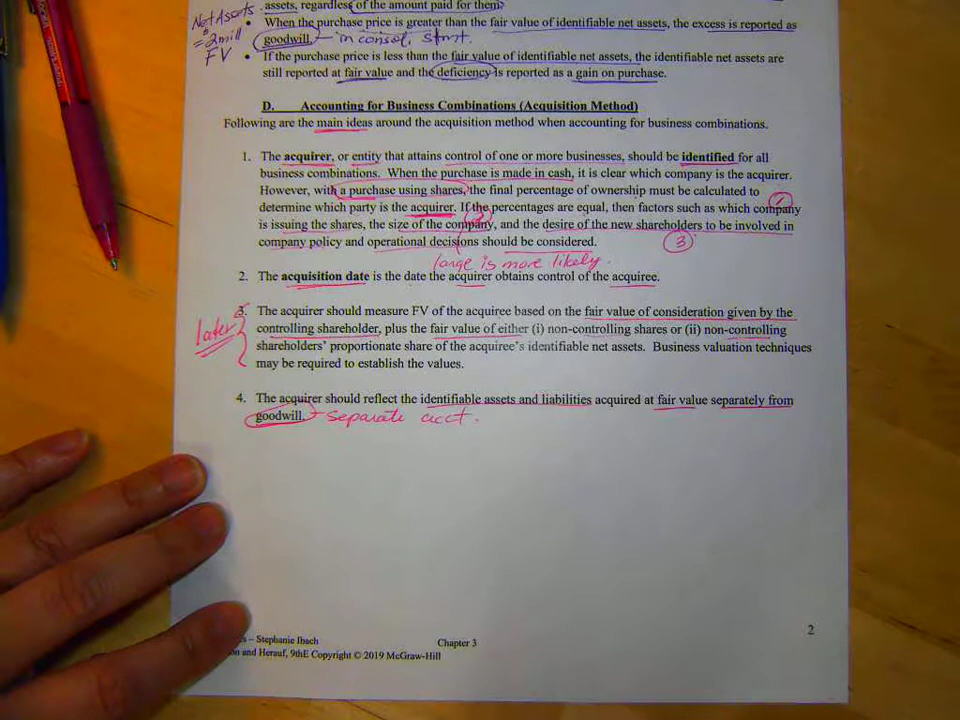 assets, regardless of the amount paid for them?
Net Assets
= $2mill
FV
• When the purchase price is greater than the fair value of identifiable net assets, the excess is reported as
goodwill. – in consol. stmt.
• If the purchase price is less than the fair value of identifiable net assets, the identifiable net assets are
still reported at fair value and the deficiency is reported as a gain on purchase.
D. Accounting for Business Combinations (Acquisition Method)
Following are the main ideas around the acquisition method when accounting for business combinations.
1. The acquirer, or entity that attains control of one or more businesses, should be identified for all
business combinations. When the purchase is made in cash, it is clear which company is the acquirer.
However, with a purchase using shares, the final percentage of ownership must be calculated to
determine which party is the acquirer. If the percentages are equal, then factors such as which company
1
is issuing the shares, the size of the company, and the desire of the new shareholders to be involved in
2
company policy and operational decisions should be considered.
3
large is more likely.
2. The acquisition date is the date the acquirer obtains control of the acquiree.
later
3. The acquirer should measure FV of the acquiree based on the fair value of consideration given by the
controlling shareholder, plus the fair value of either (i) non-controlling shares or (ii) non-controlling
shareholders' proportionate share of the acquiree's identifiable net assets. Business valuation techniques
may be required to establish the values.
4. The acquirer should reflect the identifiable assets and liabilities acquired at fair value separately from
goodwill. – separate acct.
2
– Stephanie Ibach Chapter 3
and Herauf, 9thE Copyright © 2019 McGraw-Hill